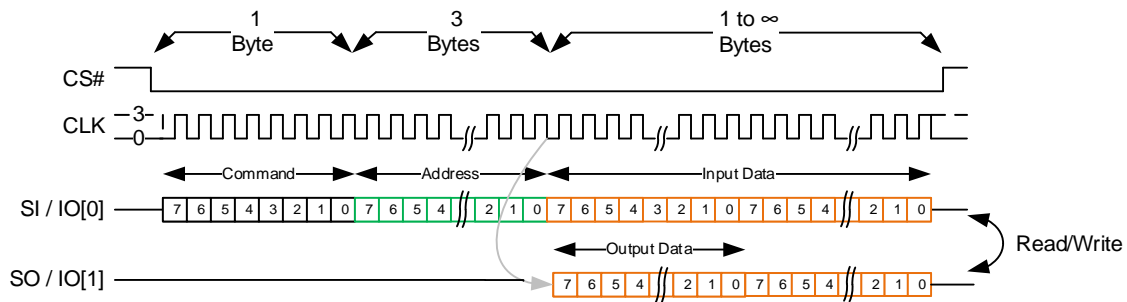 1 3 1 to ∞
Byte Bytes Bytes
CS#
3
CLK
0
Command Address Input Data
SI / IO[0] 7 6 5 4 3 2 1 0 7 6 5 4 2 1 0 7 6 5 4 3 2 1 0 7 6 5 4 2 1 0
Output Data
Read/Write
SO / IO[1] 7 6 5 4 2 1 0 7 6 5 4 2 1 0